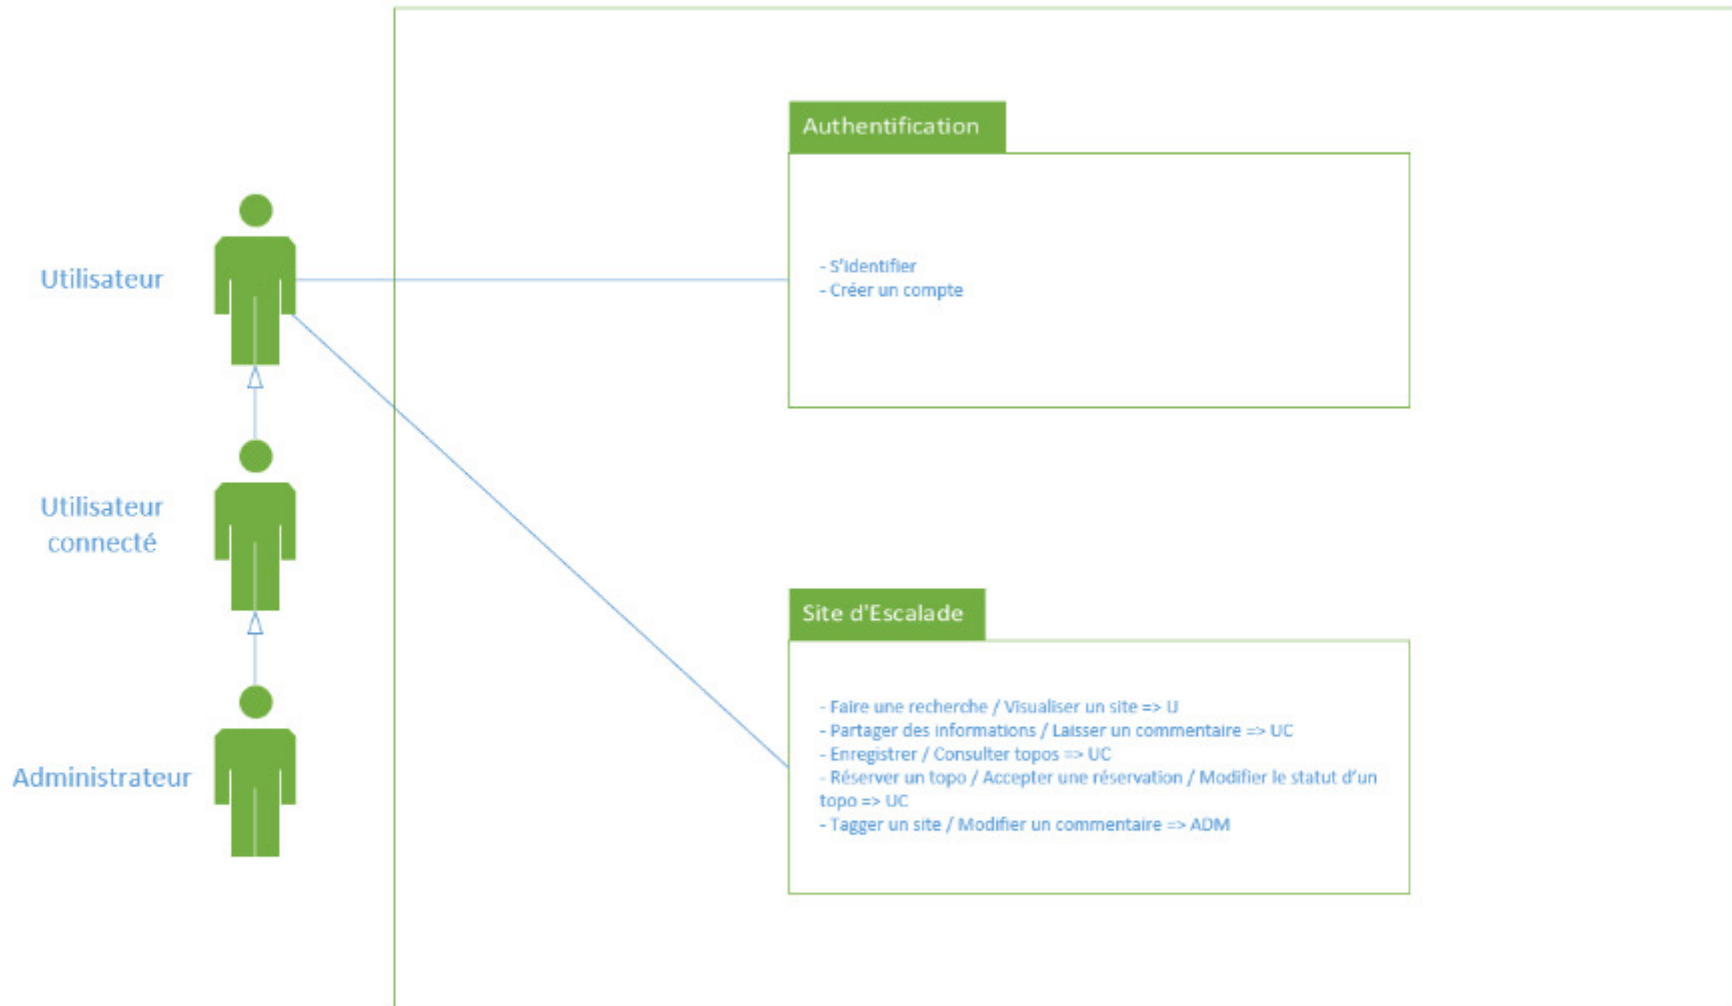 Authentification
- S'identifier
- Créer un compte
Utilisateur
Utilisateur
connecté
Administrateur
Site d'Escalade
- Faire une recherche / Visualiser un site => U
- Partager des informations / Laisser un commentaire => UC
- Enregistrer / Consulter topos => UC
- Réserver un topo / Accepter une réservation / Modifier le statut d'un
topo => UC
- Tagger un site / Modifier un commentaire => ADM